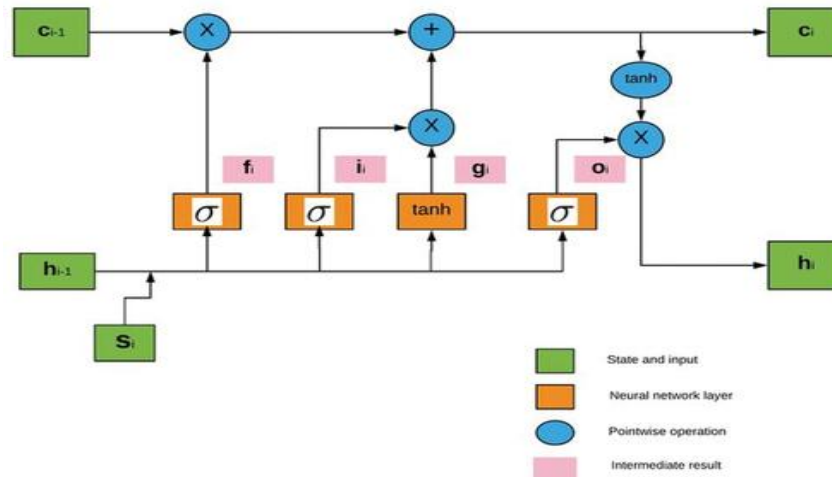 ci-1
×
+
ci
tanh
×
×
fi
ii
gi
oi
σ
σ
tanh
σ
hi-1
hi
Si
State and input
Neural network layer
Pointwise operation
Intermediate result